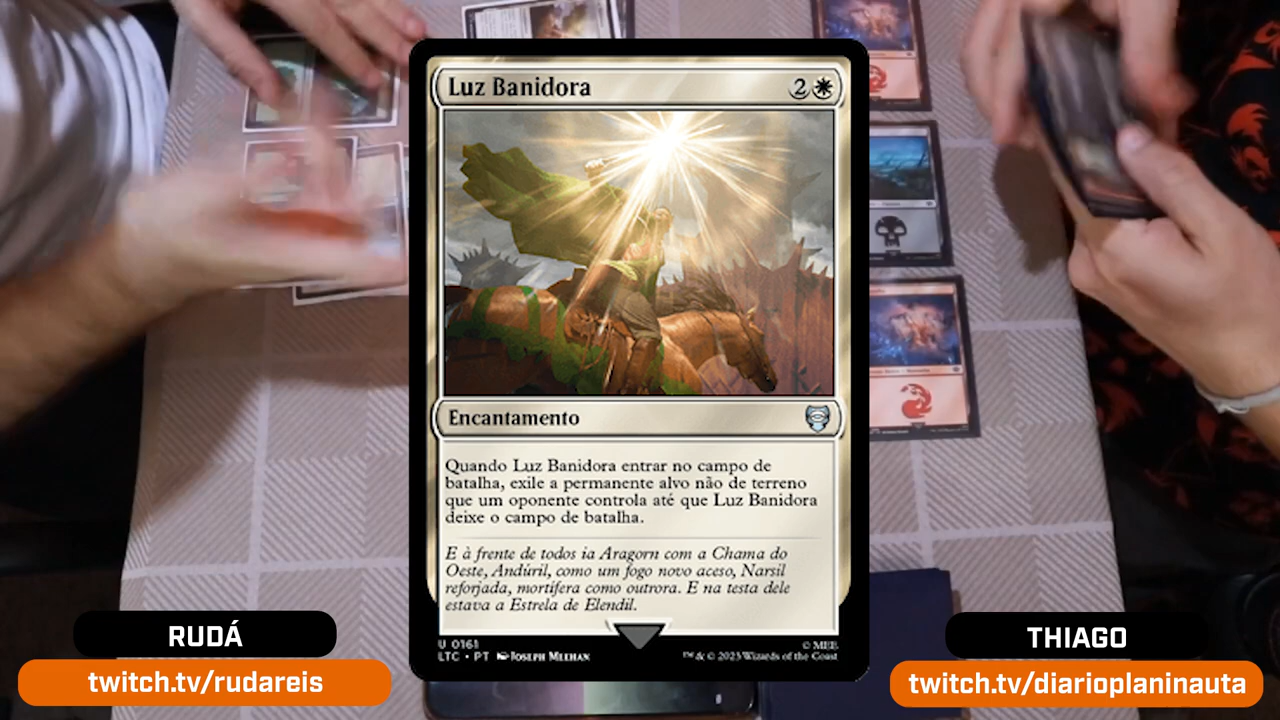 Luz Banidora 2
Encantamento
Quando Luz Banidora entrar no campo de
batalha, exile a permanente alvo não de terreno
que um oponente controla até que Luz Banidora
deixe o campo de batalha.
E à frente de todos ia Aragorn com a Chama do
Oeste, Andúril, como um fogo novo aceso, Narsil
reforjada, mortífera como outrora. E na testa dele
estava a Estrela de Elendil.
U 0161
LTC • PT Joseph Meehan
© MEE
™ & © 2023 Wizards of the Coast
RUDÁ
twitch.tv/rudareis
THIAGO
twitch.tv/diarioplaninauta